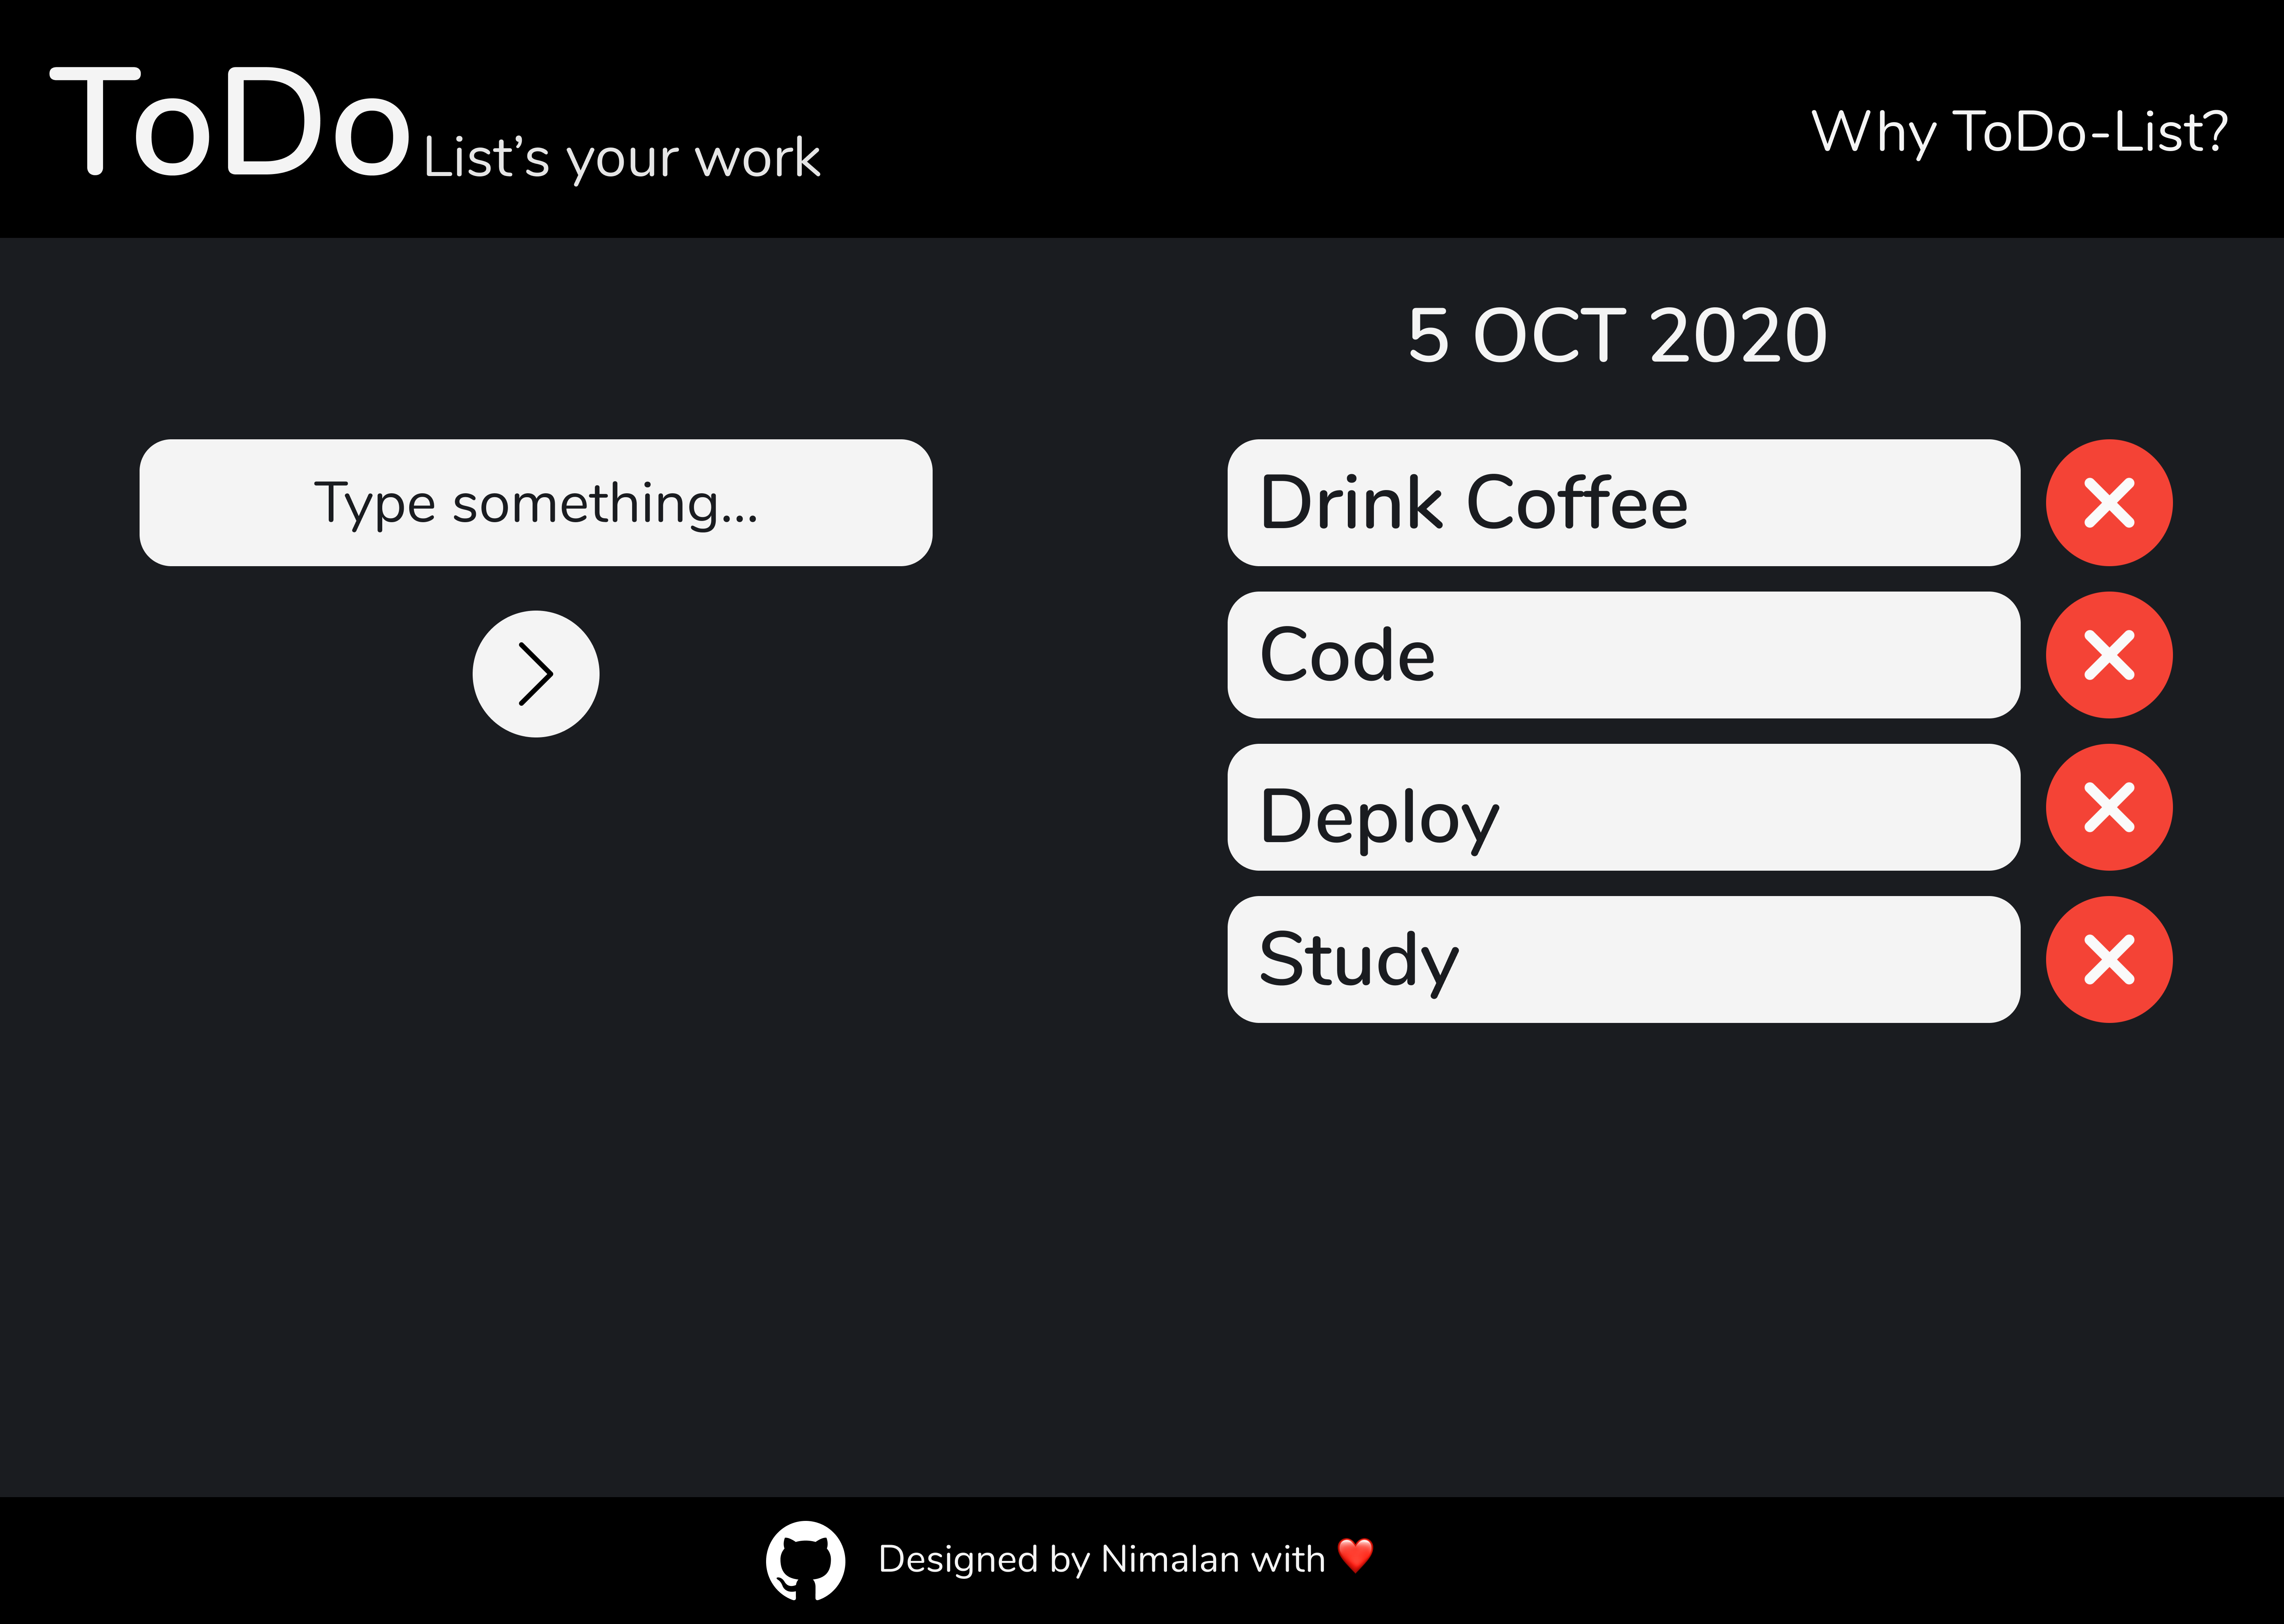 ToDo List’s your work
Why ToDo-List?
5 OCT 2020
Type something...
Drink Coffee
Code
Deploy
Study
Designed by Nimalan with ❤️